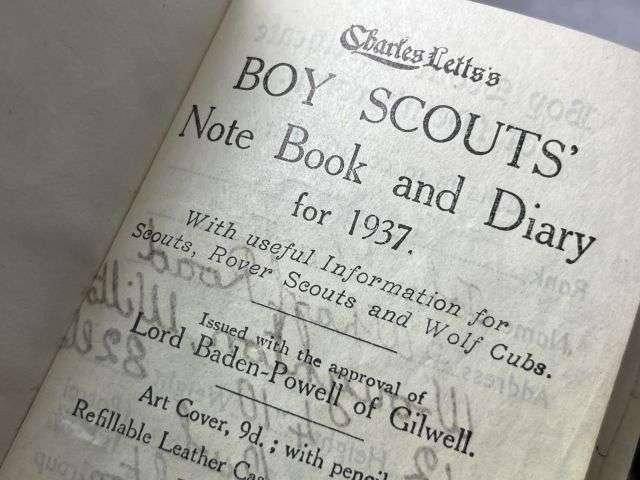 Charles Letts's
BOY SCOUTS'
Note Book and Diary
for 1937.
With useful Information for
Scouts, Rover Scouts and Wolf Cubs.
Issued with the approval of
Lord Baden-Powell of Gilwell.
Art Cover, 9d.; with pencil
Refillable Leather